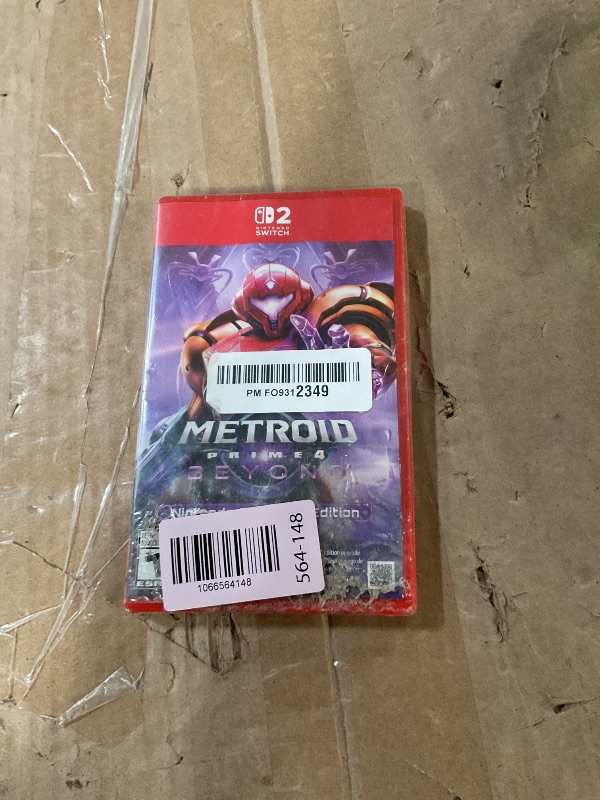 2
NINTENDO
SWITCH
PM FO9312349
METROID
PRIME 4
BEYOND
Edition
1066564148
564-148